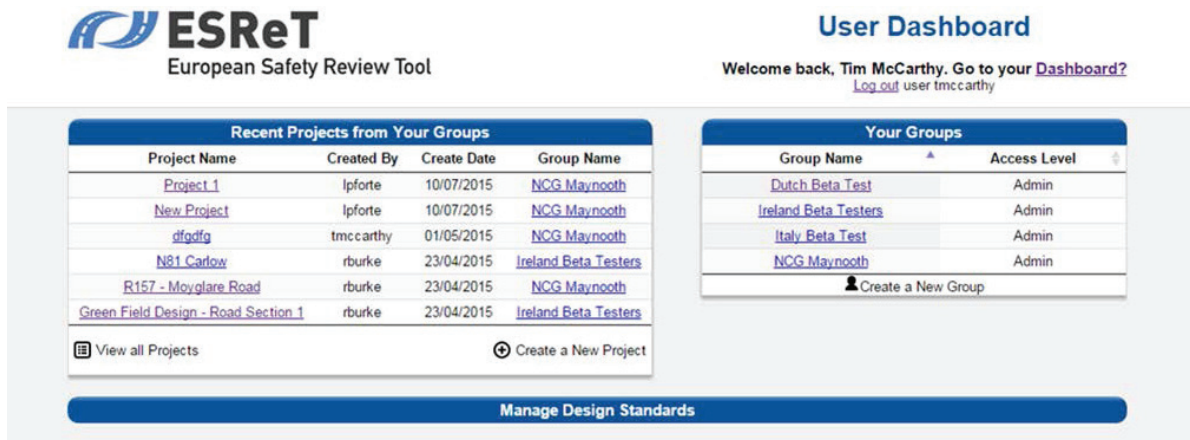 ESReT
European Safety Review Tool
User Dashboard
Welcome back, Tim McCarthy. Go to your Dashboard?
Log out user tmccarthy
Recent Projects from Your Groups
Project Name Created By Create Date Group Name
Project 1 lpforte 10/07/2015 NCG Maynooth
New Project lpforte 10/07/2015 NCG Maynooth
dfgdfg tmccarthy 01/05/2015 NCG Maynooth
N81 Carlow rburke 23/04/2015 Ireland Beta Testers
R157 - Moyglare Road rburke 23/04/2015 NCG Maynooth
Green Field Design - Road Section 1 rburke 23/04/2015 Ireland Beta Testers
View all Projects Create a New Project
Your Groups
Group Name Access Level
Dutch Beta Test Admin
Ireland Beta Testers Admin
Italy Beta Test Admin
NCG Maynooth Admin
Create a New Group
Manage Design Standards